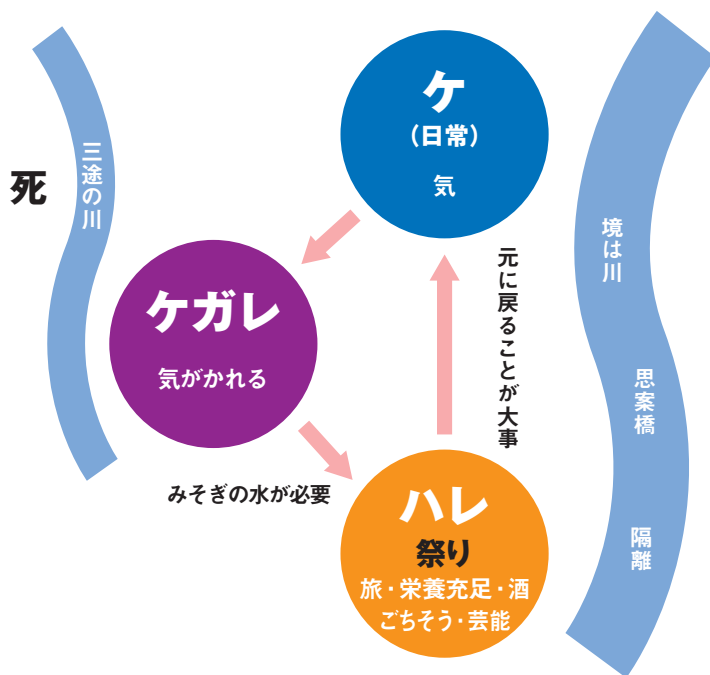 ケ
(日常)
気
三途の川
死
境は川
元に戻ることが大事
ケガレ
気がかれる
思案橋
みそぎの水が必要
ハレ
祭り
旅・栄養充足・酒
ごちそう・芸能
隔離